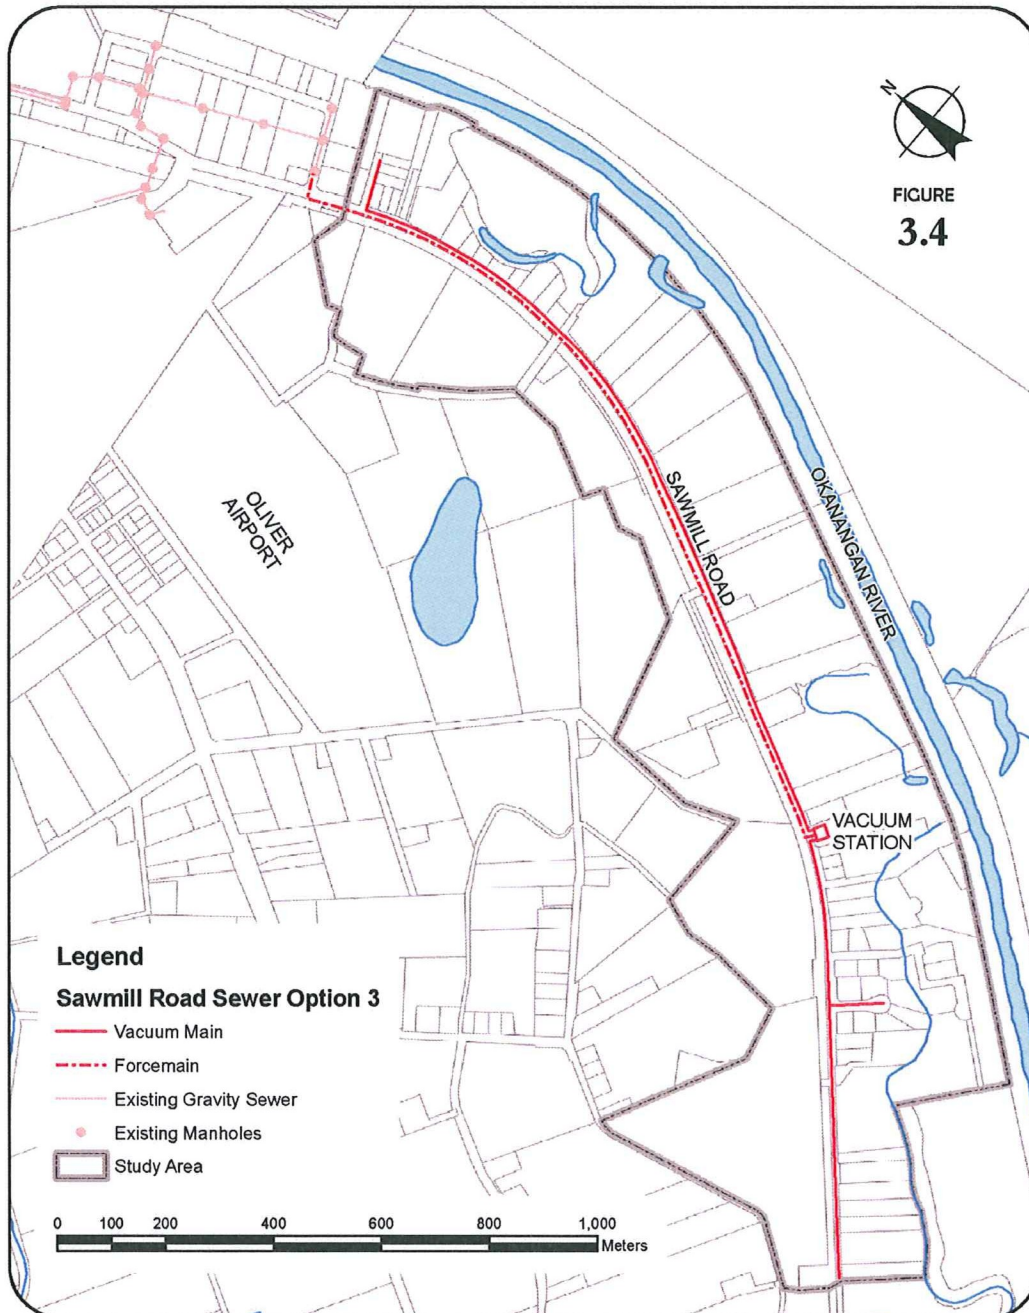 N
FIGURE
3.4
OLIVER
AIRPORT
SAWMILL ROAD
OKANANGAN RIVER
VACUUM
STATION
Legend
Sawmill Road Sewer Option 3
Vacuum Main
Forcemain
Existing Gravity Sewer
Existing Manholes
Study Area
0 100 200 400 600 800 1,000
Meters